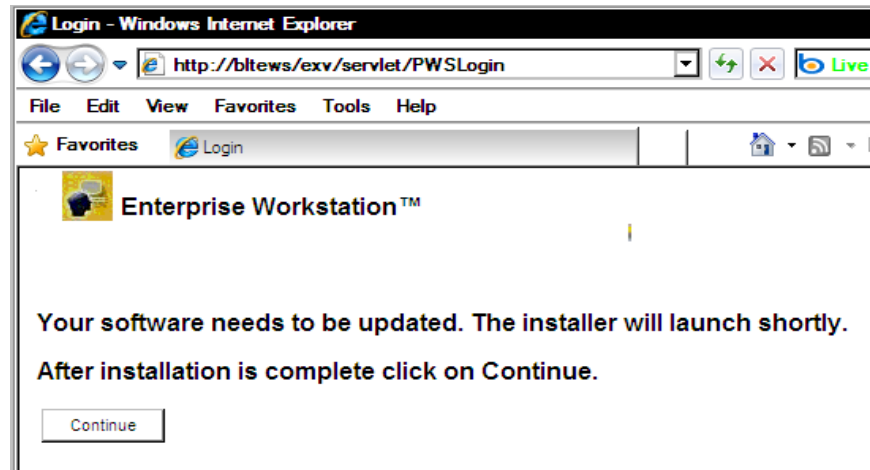 Login - Windows Internet Explorer
http://bltews/exv/servlet/PWSLogin
Live
File Edit View Favorites Tools Help
Favorites Login
Enterprise Workstation™
Your software needs to be updated. The installer will launch shortly.
After installation is complete click on Continue.
Continue